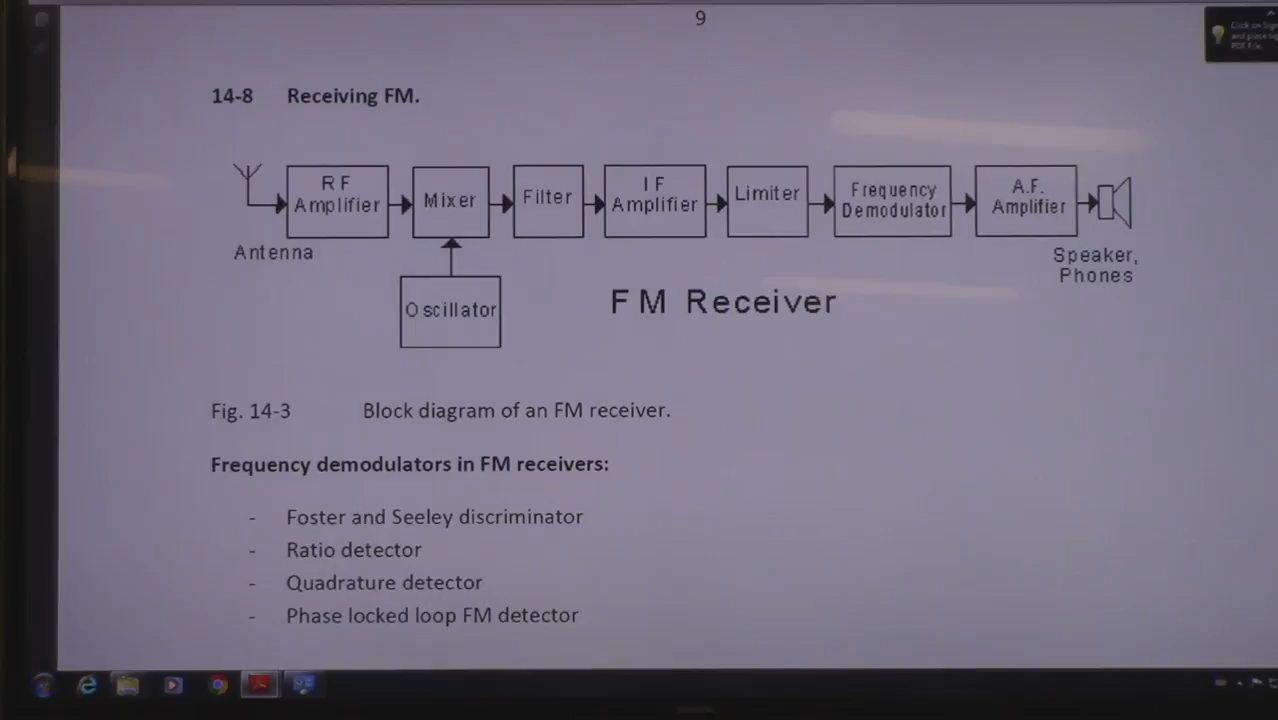 9
14-8 Receiving FM.
RF Amplifier
Mixer
Filter
IF Amplifier
Limiter
Frequency Demodulator
A.F. Amplifier
Antenna
Speaker, Phones
Oscillator
FM Receiver
Fig. 14-3 Block diagram of an FM receiver.
Frequency demodulators in FM receivers:
- Foster and Seeley discriminator
- Ratio detector
- Quadrature detector
- Phase locked loop FM detector